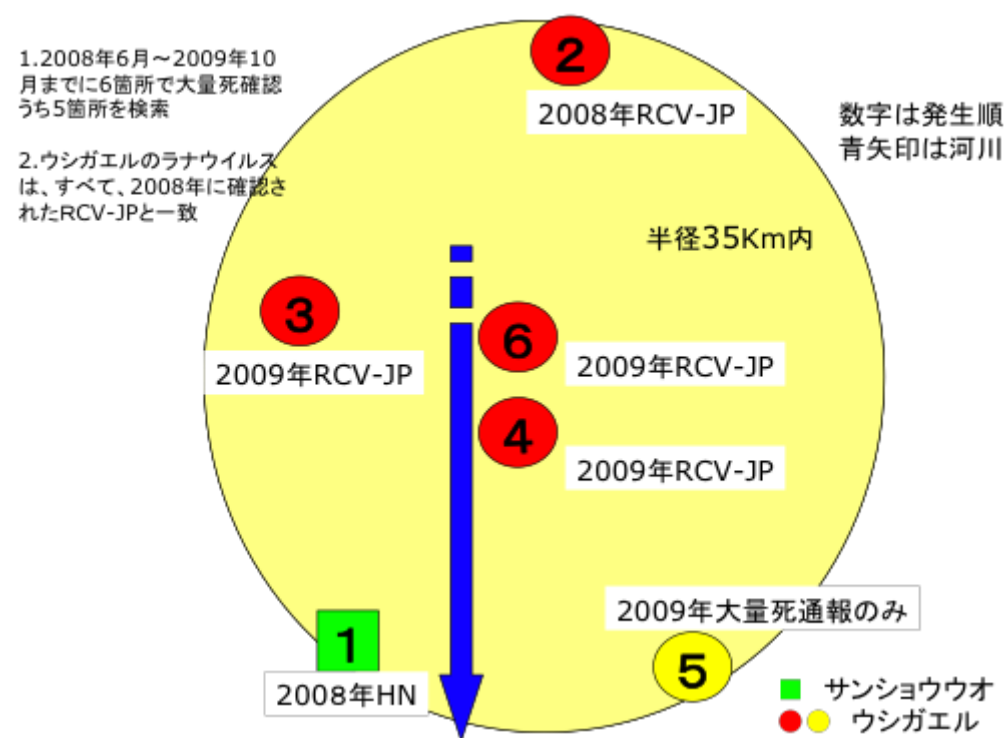 1.2008年6月～2009年10
月までに6箇所で大量死確認
うち5箇所を検索
2.ウシガエルのラナウイルス
は、すべて、2008年に確認さ
れたRCV-JPと一致
2
2008年RCV-JP
数字は発生順
青矢印は河川
半径35Km内
3
2009年RCV-JP
6
2009年RCV-JP
4
2009年RCV-JP
1
2008年HN
2009年大量死通報のみ
5
サンショウウオ
ウシガエル